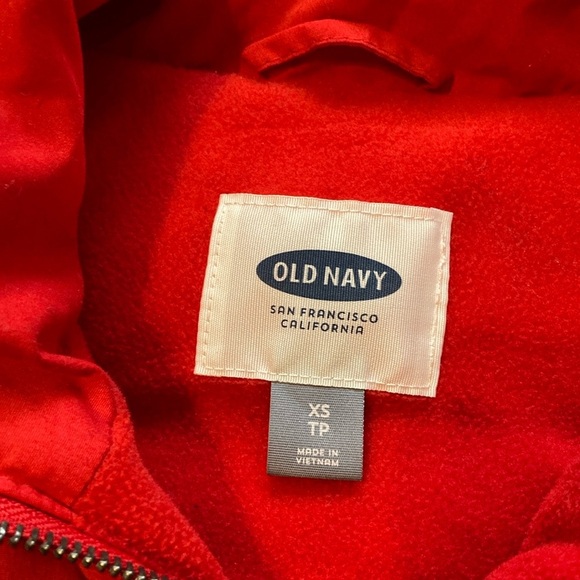 OLD NAVY
SAN FRANCISCO
CALIFORNIA
XS
TP
MADE IN
VIETNAM